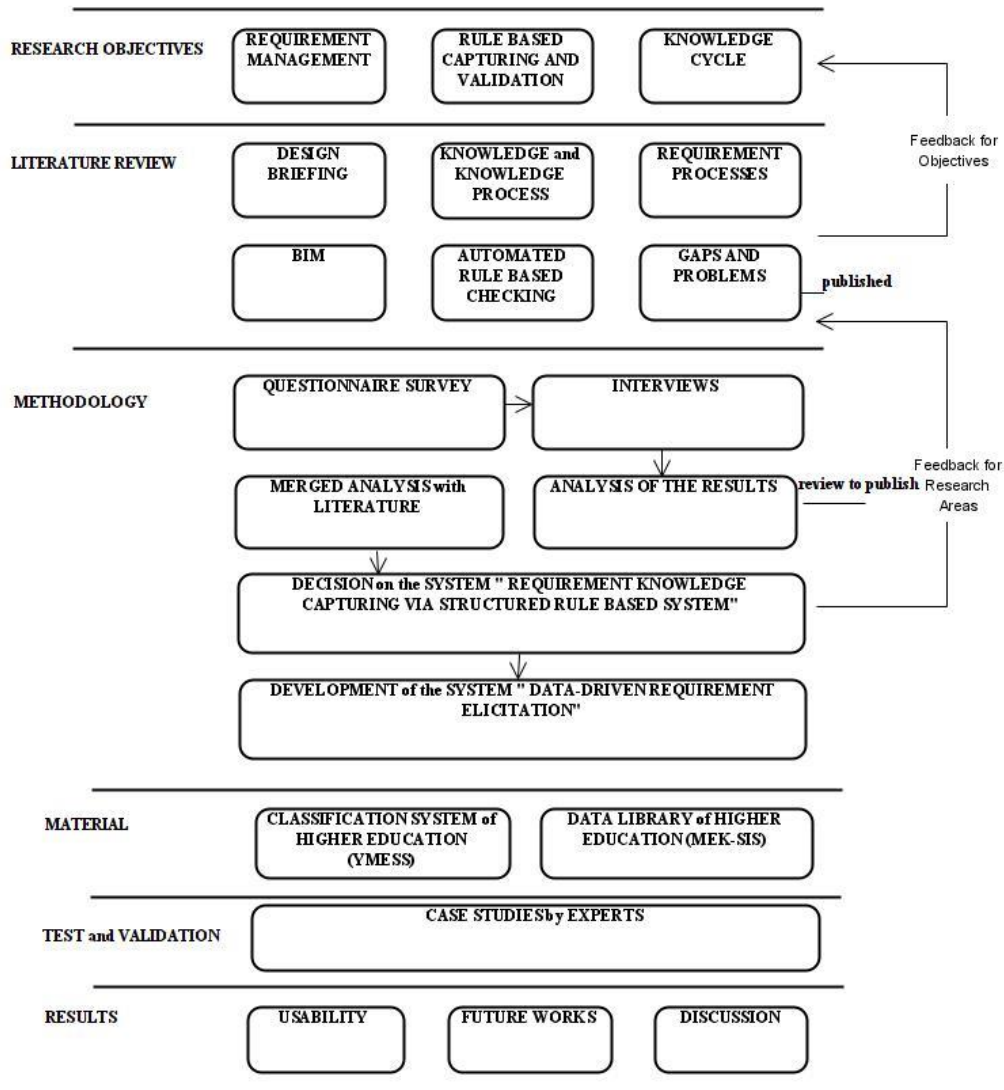 RESEARCH OBJECTIVES
REQUIREMENT
MANAGEMENT
RULE BASED
CAPTURING AND
VALIDATION
KNOWLEDGE
CYCLE
Feedback for
Objectives
LITERATURE REVIEW
DESIGN
BRIEFING
KNOWLEDGE and
KNOWLEDGE
PROCESS
REQUIREMENT
PROCESSES
BIM
AUTOMATED
RULE BASED
CHECKING
GAPS AND
PROBLEMS
published
METHODOLOGY
QUESTIONNAIRE SURVEY
INTERVIEWS
MERGED ANALYSIS with
LITERATURE
ANALYSIS OF THE RESULTS
review to publish
Feedback for
Research
Areas
DECISION on the SYSTEM " REQUIREMENT KNOWLEDGE
CAPTURING VIA STRUCTURED RULE BASED SYSTEM"
DEVELOPMENT of the SYSTEM " DATA-DRIVEN REQUIREMENT
ELICITATION"
MATERIAL
CLASSIFICATION SYSTEM of
HIGHER EDUCATION
(YMESS)
DATA LIBRARY of HIGHER
EDUCATION (MEK-SIS)
TEST and VALIDATION
CASE STUDIES by EXPERTS
RESULTS
USABILITY
FUTURE WORKS
DISCUSSION